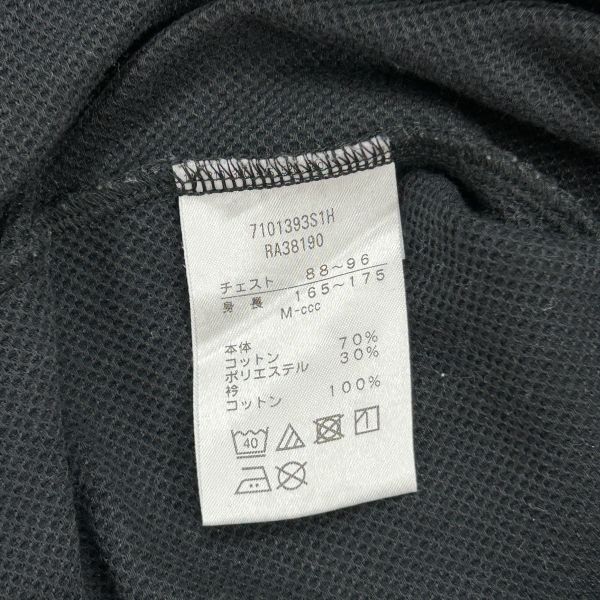 7101393S1H
RA38190
チェスト 88~96
身長 165~175
M-ccc
本体
コットン 70%
ポリエステル 30%
衿
コットン 100%
40